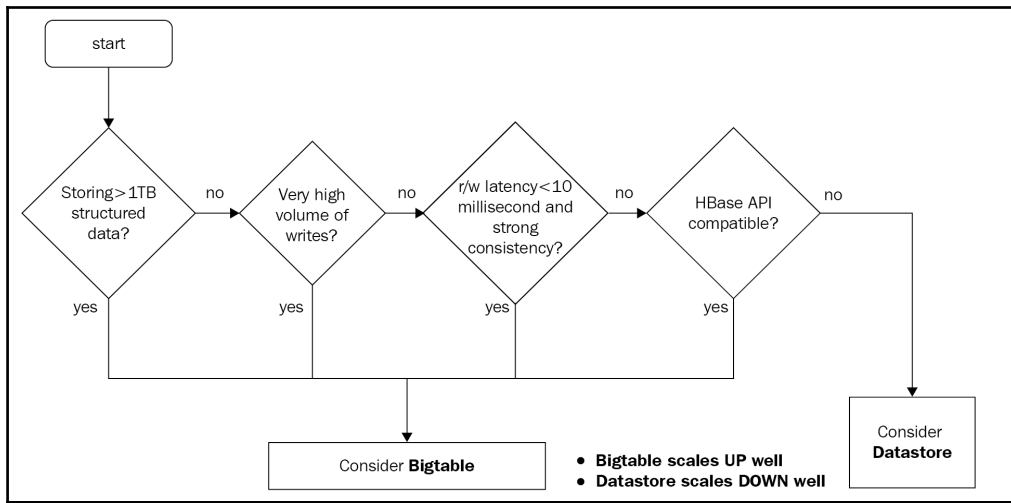 start
Storing>1TB
structured
data?
no
yes
Very high
volume of
writes?
no
yes
r/w latency<10
millisecond and
strong
consistency?
no
yes
HBase API
compatible?
no
yes
Consider Bigtable
● Bigtable scales UP well
● Datastore scales DOWN well
Consider
Datastore